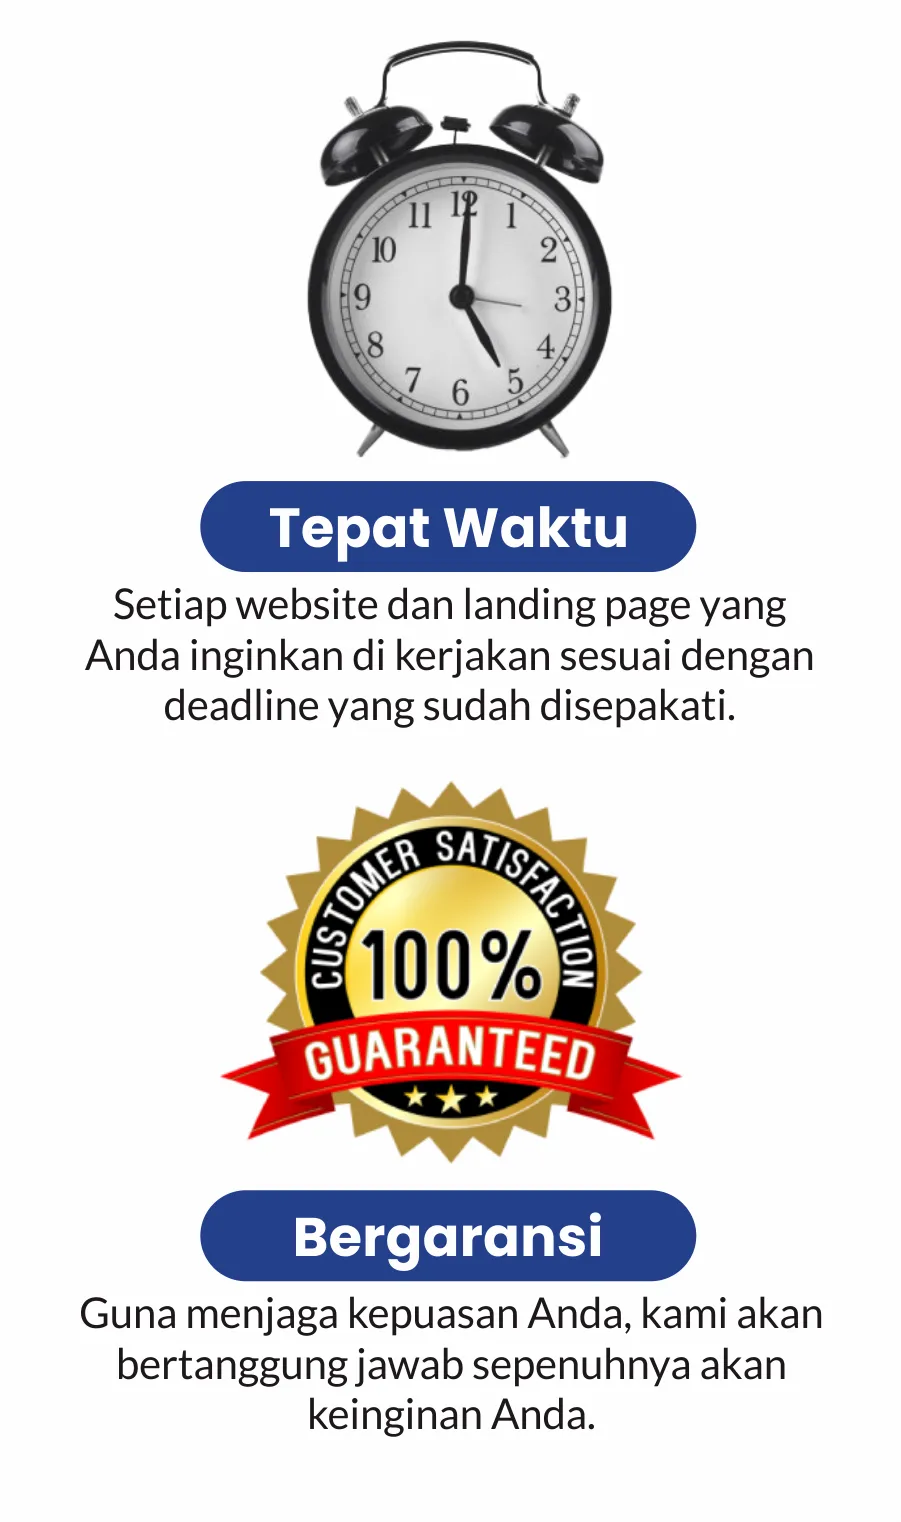 12
1
2
3
4
5
6
7
8
9
10
11
Tepat Waktu
Setiap website dan landing page yang
Anda inginkan di kerjakan sesuai dengan
deadline yang sudah disepakati.
CUSTOMER SATISFACTION
100%
GUARANTEED
Bergaransi
Guna menjaga kepuasan Anda, kami akan
bertanggung jawab sepenuhnya akan
keinginan Anda.